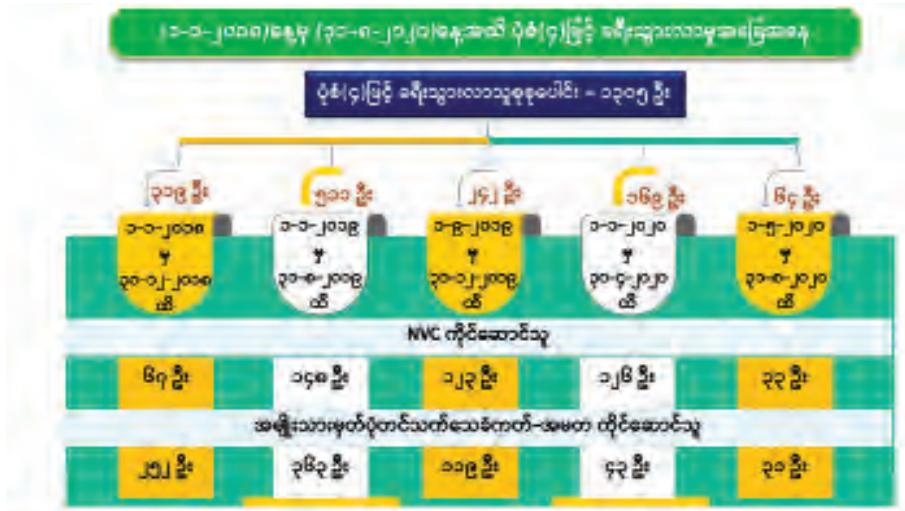 (၁-၁-၂၀၁၈)နေ့မှ (၃၁-၈-၂၀၂၀)နေ့အထိ ပုံစံ(၄)ဖြင့် ခရီးသွားလာမှုအခြေအနေ
ပုံစံ(၄)ဖြင့် ခရီးသွားလာသူစုစုပေါင်း = ၁၃၀၅ ဦး
၃၁၉ ဦး ၅၁၁ ဦး ၂၄၂ ဦး ၁၆၉ ဦး ၆၄ ဦး
၁-၁-၂၀၁၈ ၁-၁-၂၀၁၉ ၁-၉-၂၀၁၉ ၁-၁-၂၀၂၀ ၁-၅-၂၀၂၀
မှ မှ မှ မှ မှ
၃၀-၁၂-၂၀၁၈ ၃၁-၈-၂၀၁၉ ၃၀-၁၂-၂၀၁၉ ၃၀-၄-၂၀၂၀ ၃၁-၈-၂၀၂၀
ထိ ထိ ထိ ထိ ထိ
NVC ကိုင်ဆောင်သူ
၆၇ ဦး ၁၄၈ ဦး ၁၂၃ ဦး ၁၂၆ ဦး ၃၃ ဦး
အမျိုးသားမှတ်ပုံတင်သက်သေခံကတ်-အမတ ကိုင်ဆောင်သူ
၂၅၂ ဦး ၃၆၃ ဦး ၁၁၉ ဦး ၄၃ ဦး ၃၁ ဦး